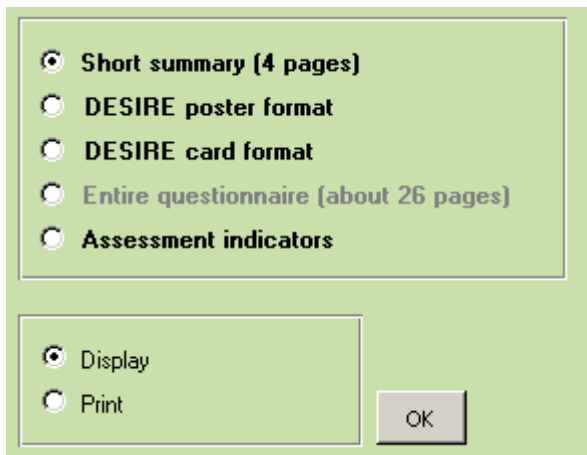 Short summary (4 pages)
DESIRE poster format
DESIRE card format
Entire questionnaire (about 26 pages)
Assessment indicators
Display
Print
OK